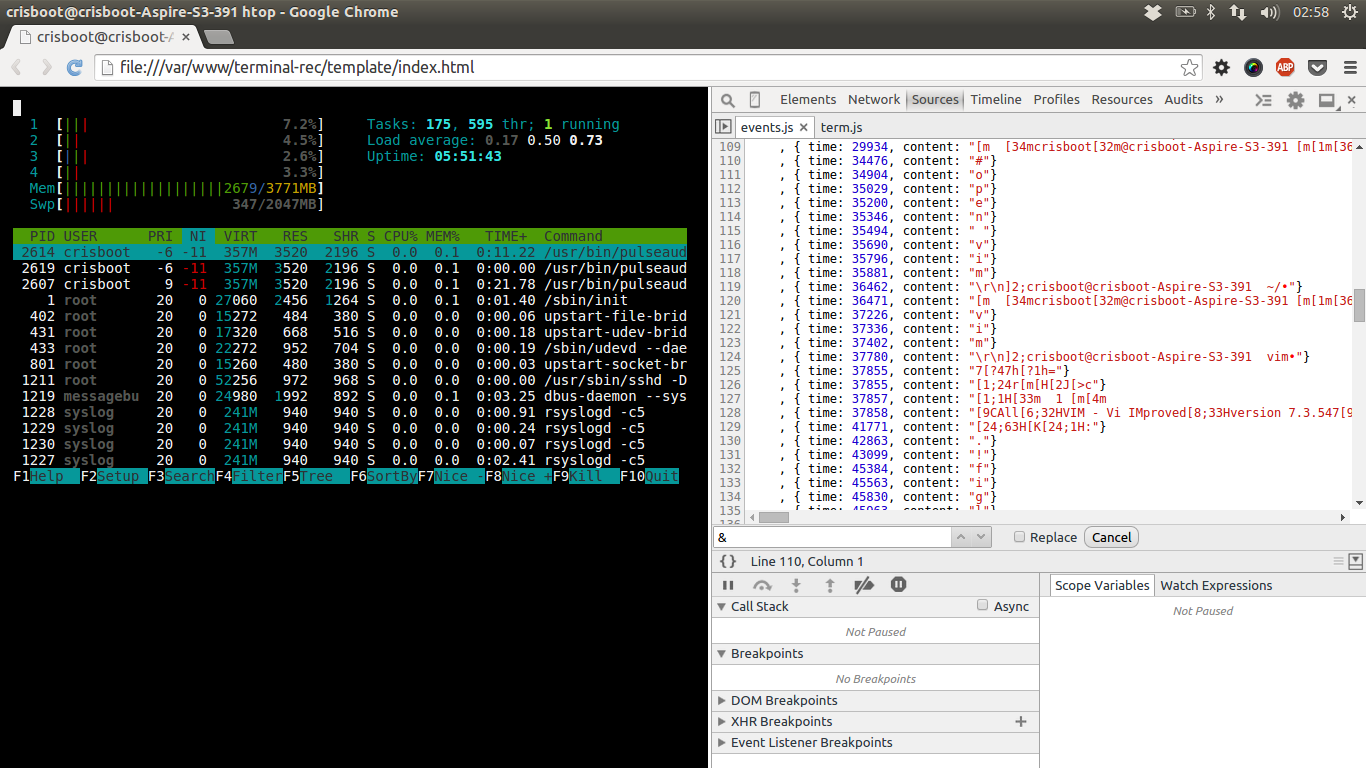 crisboot@crisboot-Aspire-S3-391 htop - Google Chrome
02:58
crisboot@crisboot-A
file:///var/www/terminal-rec/template/index.html
ABP
1 [||| 7.2%] Tasks: 175, 595 thr; 1 running
2 [|| 4.5%] Load average: 0.17 0.50 0.73
3 [||| 2.6%] Uptime: 05:51:43
4 [|| 3.3%]
Mem[|||||||||||||||||||2679/3771MB]
Swp[|||||| 347/2047MB]
PID USER PRI NI VIRT RES SHR S CPU% MEM% TIME+ Command
2614 crisboot -6 -11 357M 3520 2196 S 0.0 0.1 0:11.22 /usr/bin/pulseaud
2619 crisboot -6 -11 357M 3520 2196 S 0.0 0.1 0:00.00 /usr/bin/pulseaud
2607 crisboot 9 -11 357M 3520 2196 S 0.0 0.1 0:21.78 /usr/bin/pulseaud
1 root 20 0 27060 2456 1264 S 0.0 0.1 0:01.40 /sbin/init
402 root 20 0 15272 484 380 S 0.0 0.0 0:00.06 upstart-file-brid
431 root 20 0 17320 668 516 S 0.0 0.0 0:00.18 upstart-udev-brid
433 root 20 0 22272 952 704 S 0.0 0.0 0:00.19 /sbin/udevd --dae
801 root 20 0 15260 480 380 S 0.0 0.0 0:00.03 upstart-socket-br
1211 root 20 0 52256 972 968 S 0.0 0.0 0:00.00 /usr/sbin/sshd -D
1219 messagebu 20 0 24980 1992 892 S 0.0 0.1 0:03.25 dbus-daemon --sys
1228 syslog 20 0 241M 940 940 S 0.0 0.0 0:00.91 rsyslogd -c5
1229 syslog 20 0 241M 940 940 S 0.0 0.0 0:00.24 rsyslogd -c5
1230 syslog 20 0 241M 940 940 S 0.0 0.0 0:00.07 rsyslogd -c5
1227 syslog 20 0 241M 940 940 S 0.0 0.0 0:02.41 rsyslogd -c5
F1Help F2Setup F3SearchF4FilterF5Tree F6SortByF7Nice -F8Nice +F9Kill F10Quit
Elements Network Sources Timeline Profiles Resources Audits »
events.js × term.js
109 , { time: 29934, content: "[m [34mcrisboot[32m@crisboot-Aspire-S3-391 [m[1m[36
110 , { time: 34476, content: "#"}
111 , { time: 34904, content: "o"}
112 , { time: 35029, content: "p"}
113 , { time: 35200, content: "e"}
114 , { time: 35346, content: "n"}
115 , { time: 35494, content: " "}
116 , { time: 35690, content: "v"}
117 , { time: 35796, content: "i"}
118 , { time: 35881, content: "m"}
119 , { time: 36462, content: "\r\n]2;crisboot@crisboot-Aspire-S3-391 ~/•"}
120 , { time: 36471, content: "[m [34mcrisboot[32m@crisboot-Aspire-S3-391 [m[1m[36
121 , { time: 37226, content: "v"}
122 , { time: 37336, content: "i"}
123 , { time: 37402, content: "m"}
124 , { time: 37780, content: "\r\n]2;crisboot@crisboot-Aspire-S3-391 vim•"}
125 , { time: 37855, content: "7[?47h[?1h="}
126 , { time: 37855, content: "[1;24r[m[H[2J[>c"}
127 , { time: 37857, content: "[1;1H[33m 1 [m[4m
128 , { time: 37858, content: "[9CAll[6;32HVIM - Vi IMproved[8;33Hversion 7.3.547[9
129 , { time: 41771, content: "[24;63H[K[24;1H:"}
130 , { time: 42863, content: "."}
131 , { time: 43099, content: "!"}
132 , { time: 45384, content: "f"}
133 , { time: 45563, content: "i"}
134 , { time: 45830, content: "g"}
135 , { time: 45963, content: "l"}
136
&
Replace Cancel
{} Line 110, Column 1
Call Stack Async
Not Paused
Breakpoints
No Breakpoints
DOM Breakpoints
XHR Breakpoints +
Event Listener Breakpoints
Scope Variables Watch Expressions
Not Paused